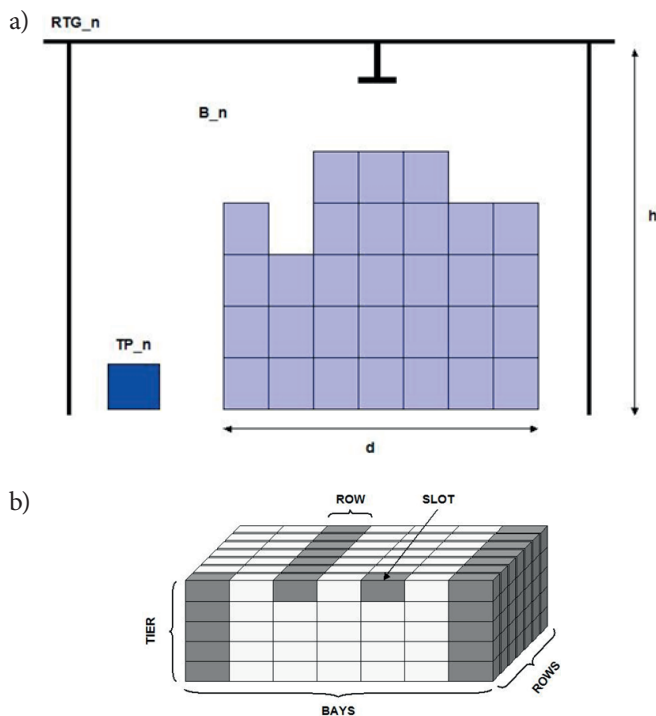 a)
RTG_n
B_n
h
TP_n
d
b)
ROW
SLOT
TIER
ROWS
BAYS